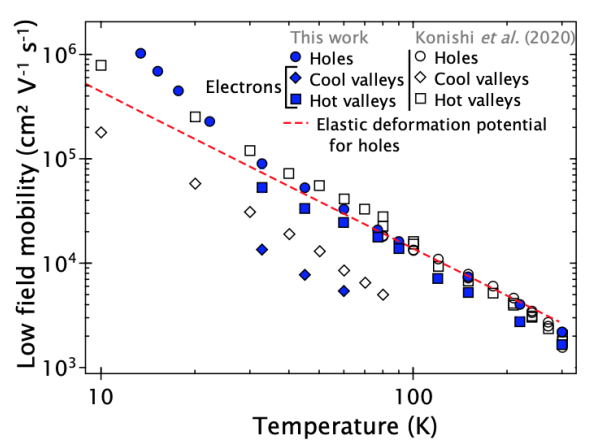 This work
Konishi et al. (2020)
Holes
Holes
Electrons
Cool valleys
Cool valleys
Hot valleys
Hot valleys
Elastic deformation potential
for holes
Low field mobility (cm² V⁻¹ s⁻¹)
10⁶
10⁵
10⁴
10³
10
100
Temperature (K)